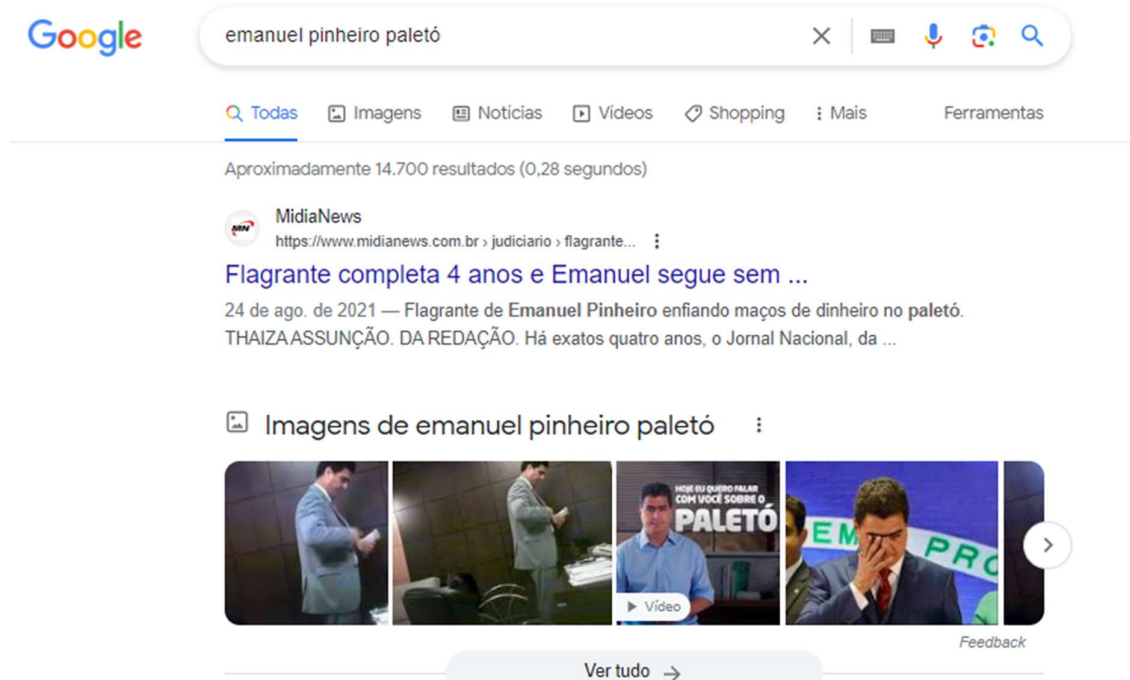 Google
emanuel pinheiro paletó
Todas Imagens Notícias Vídeos Shopping Mais Ferramentas
Aproximadamente 14.700 resultados (0,28 segundos)
MN
MidiaNews
https://www.midianews.com.br › judiciario › flagrante...
Flagrante completa 4 anos e Emanuel segue sem ...
24 de ago. de 2021 — Flagrante de Emanuel Pinheiro enfiando maços de dinheiro no paletó.
THAIZA ASSUNÇÃO. DA REDAÇÃO. Há exatos quatro anos, o Jornal Nacional, da ...
Imagens de emanuel pinheiro paletó
HOJE EU QUERO FALAR
COM VOCÊ SOBRE O
PALETÓ
Vídeo
EM PRO
Feedback
Ver tudo →